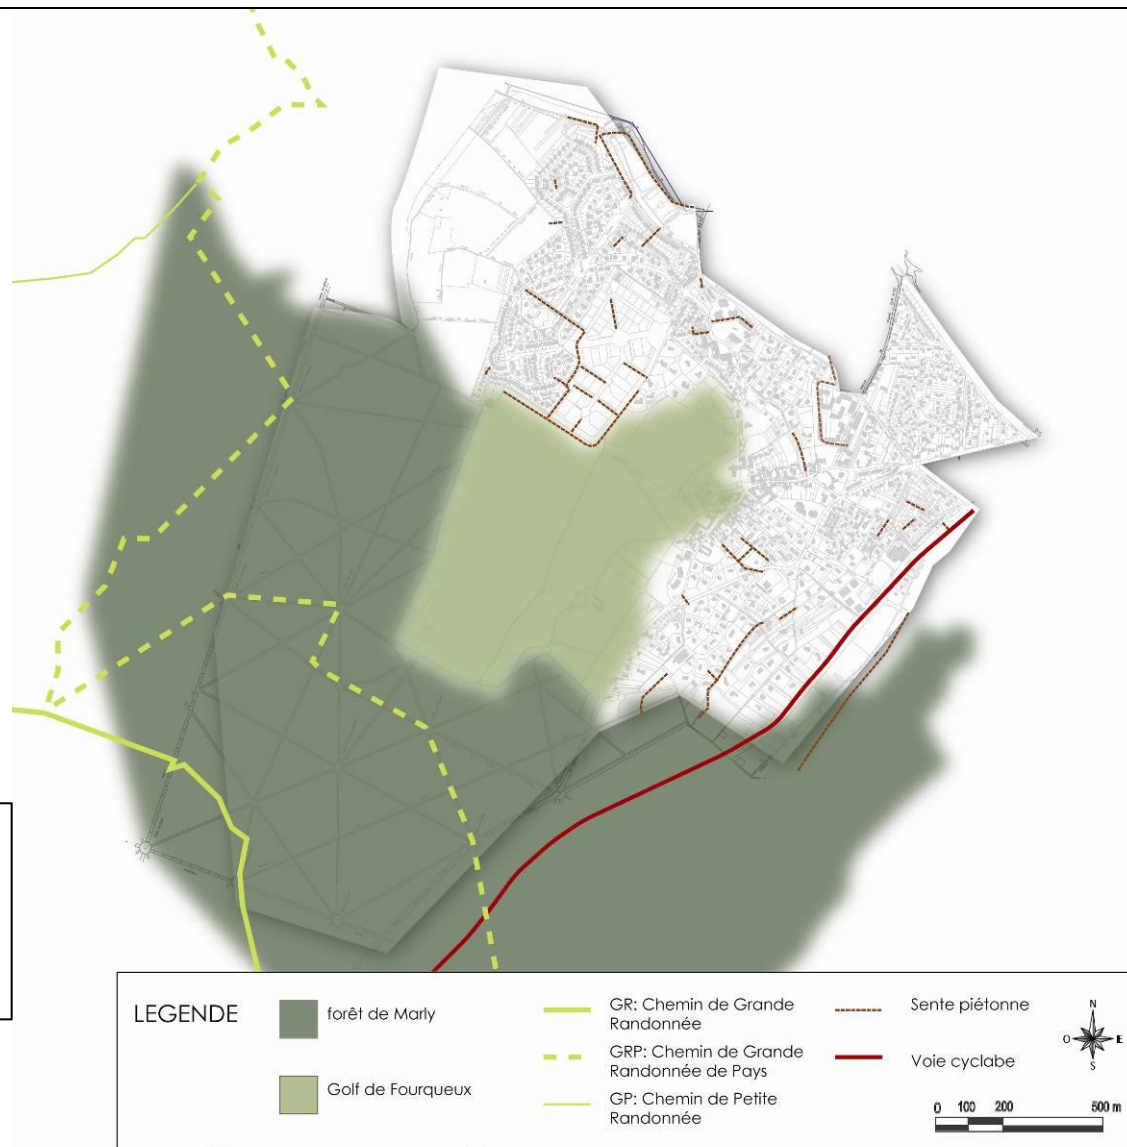 LEGENDE
forêt de Marly
Golf de Fourqueux
GR: Chemin de Grande
Randonnée
GRP: Chemin de Grande
Randonnée de Pays
GP: Chemin de Petite
Randonnée
Sente piétonne
Voie cyclabe
N
O
E
S
0 100 200 500 m